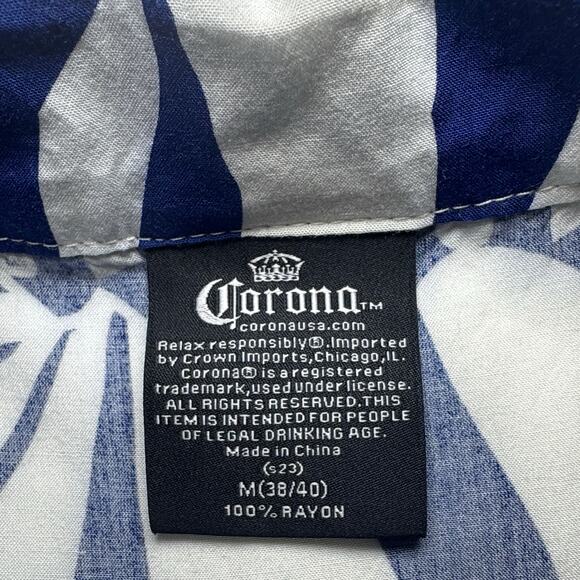 Corona™
coronausa.com
Relax responsibly®.Imported
by Crown Imports,Chicago,IL.
Corona® is a registered
trademark,used under license.
ALL RIGHTS RESERVED.THIS
ITEM IS INTENDED FOR PEOPLE
OF LEGAL DRINKING AGE.
Made in China
(s23)
M(38/40)
100% RAYON